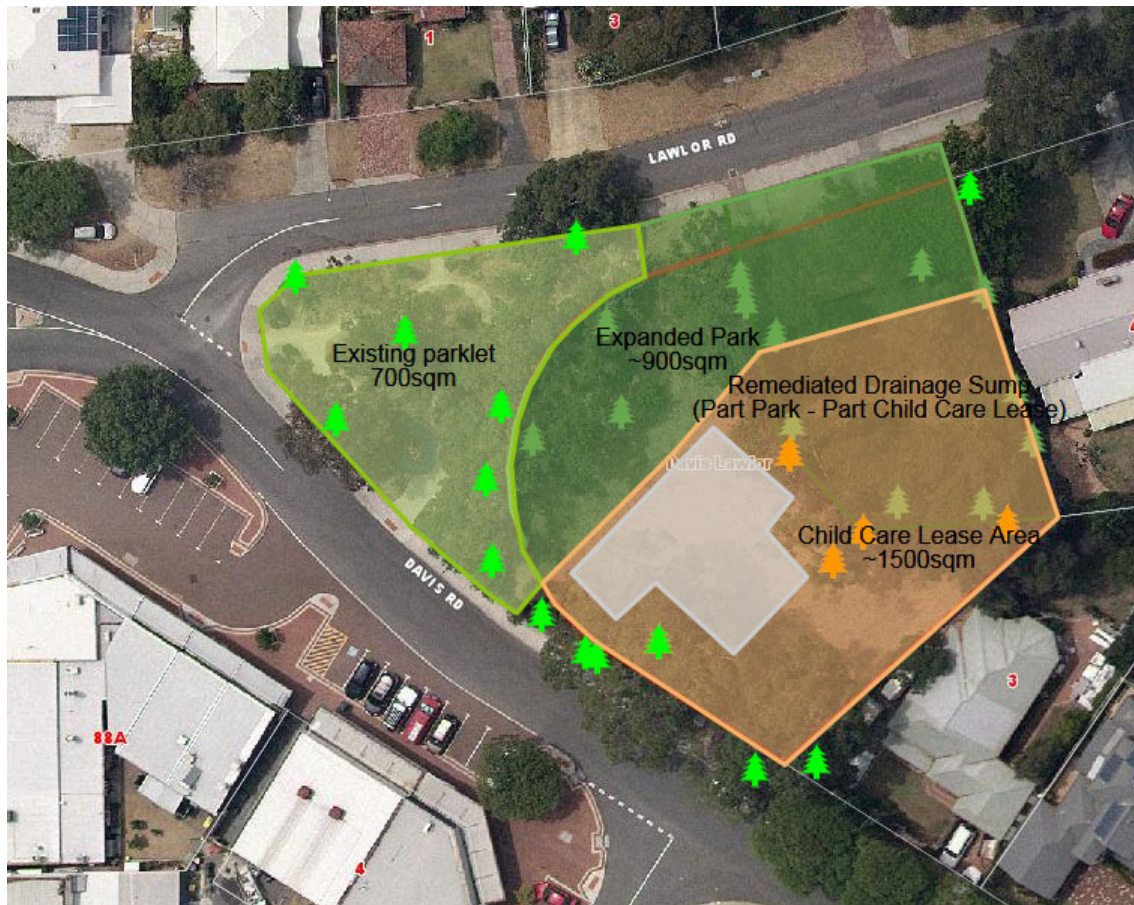 1
3
LAWLOR RD
Existing parklet
700sqm
Expanded Park
~900sqm
Remediated Drainage Sump
(Part Park - Part Child Care Lease)
Davis Lawlor
Child Care Lease Area
~1500sqm
DAVIS RD
3
88A
4